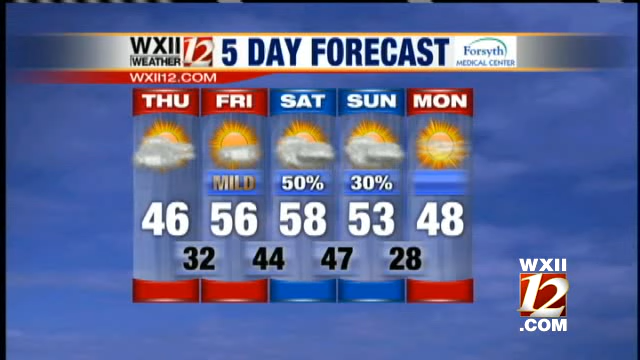 WXII 12 WEATHER 5 DAY FORECAST Forsyth MEDICAL CENTER
WXII12.COM
THU FRI SAT SUN MON
MILD 50% 30%
46 56 58 53 48
32 44 47 28
WXII
12
.COM